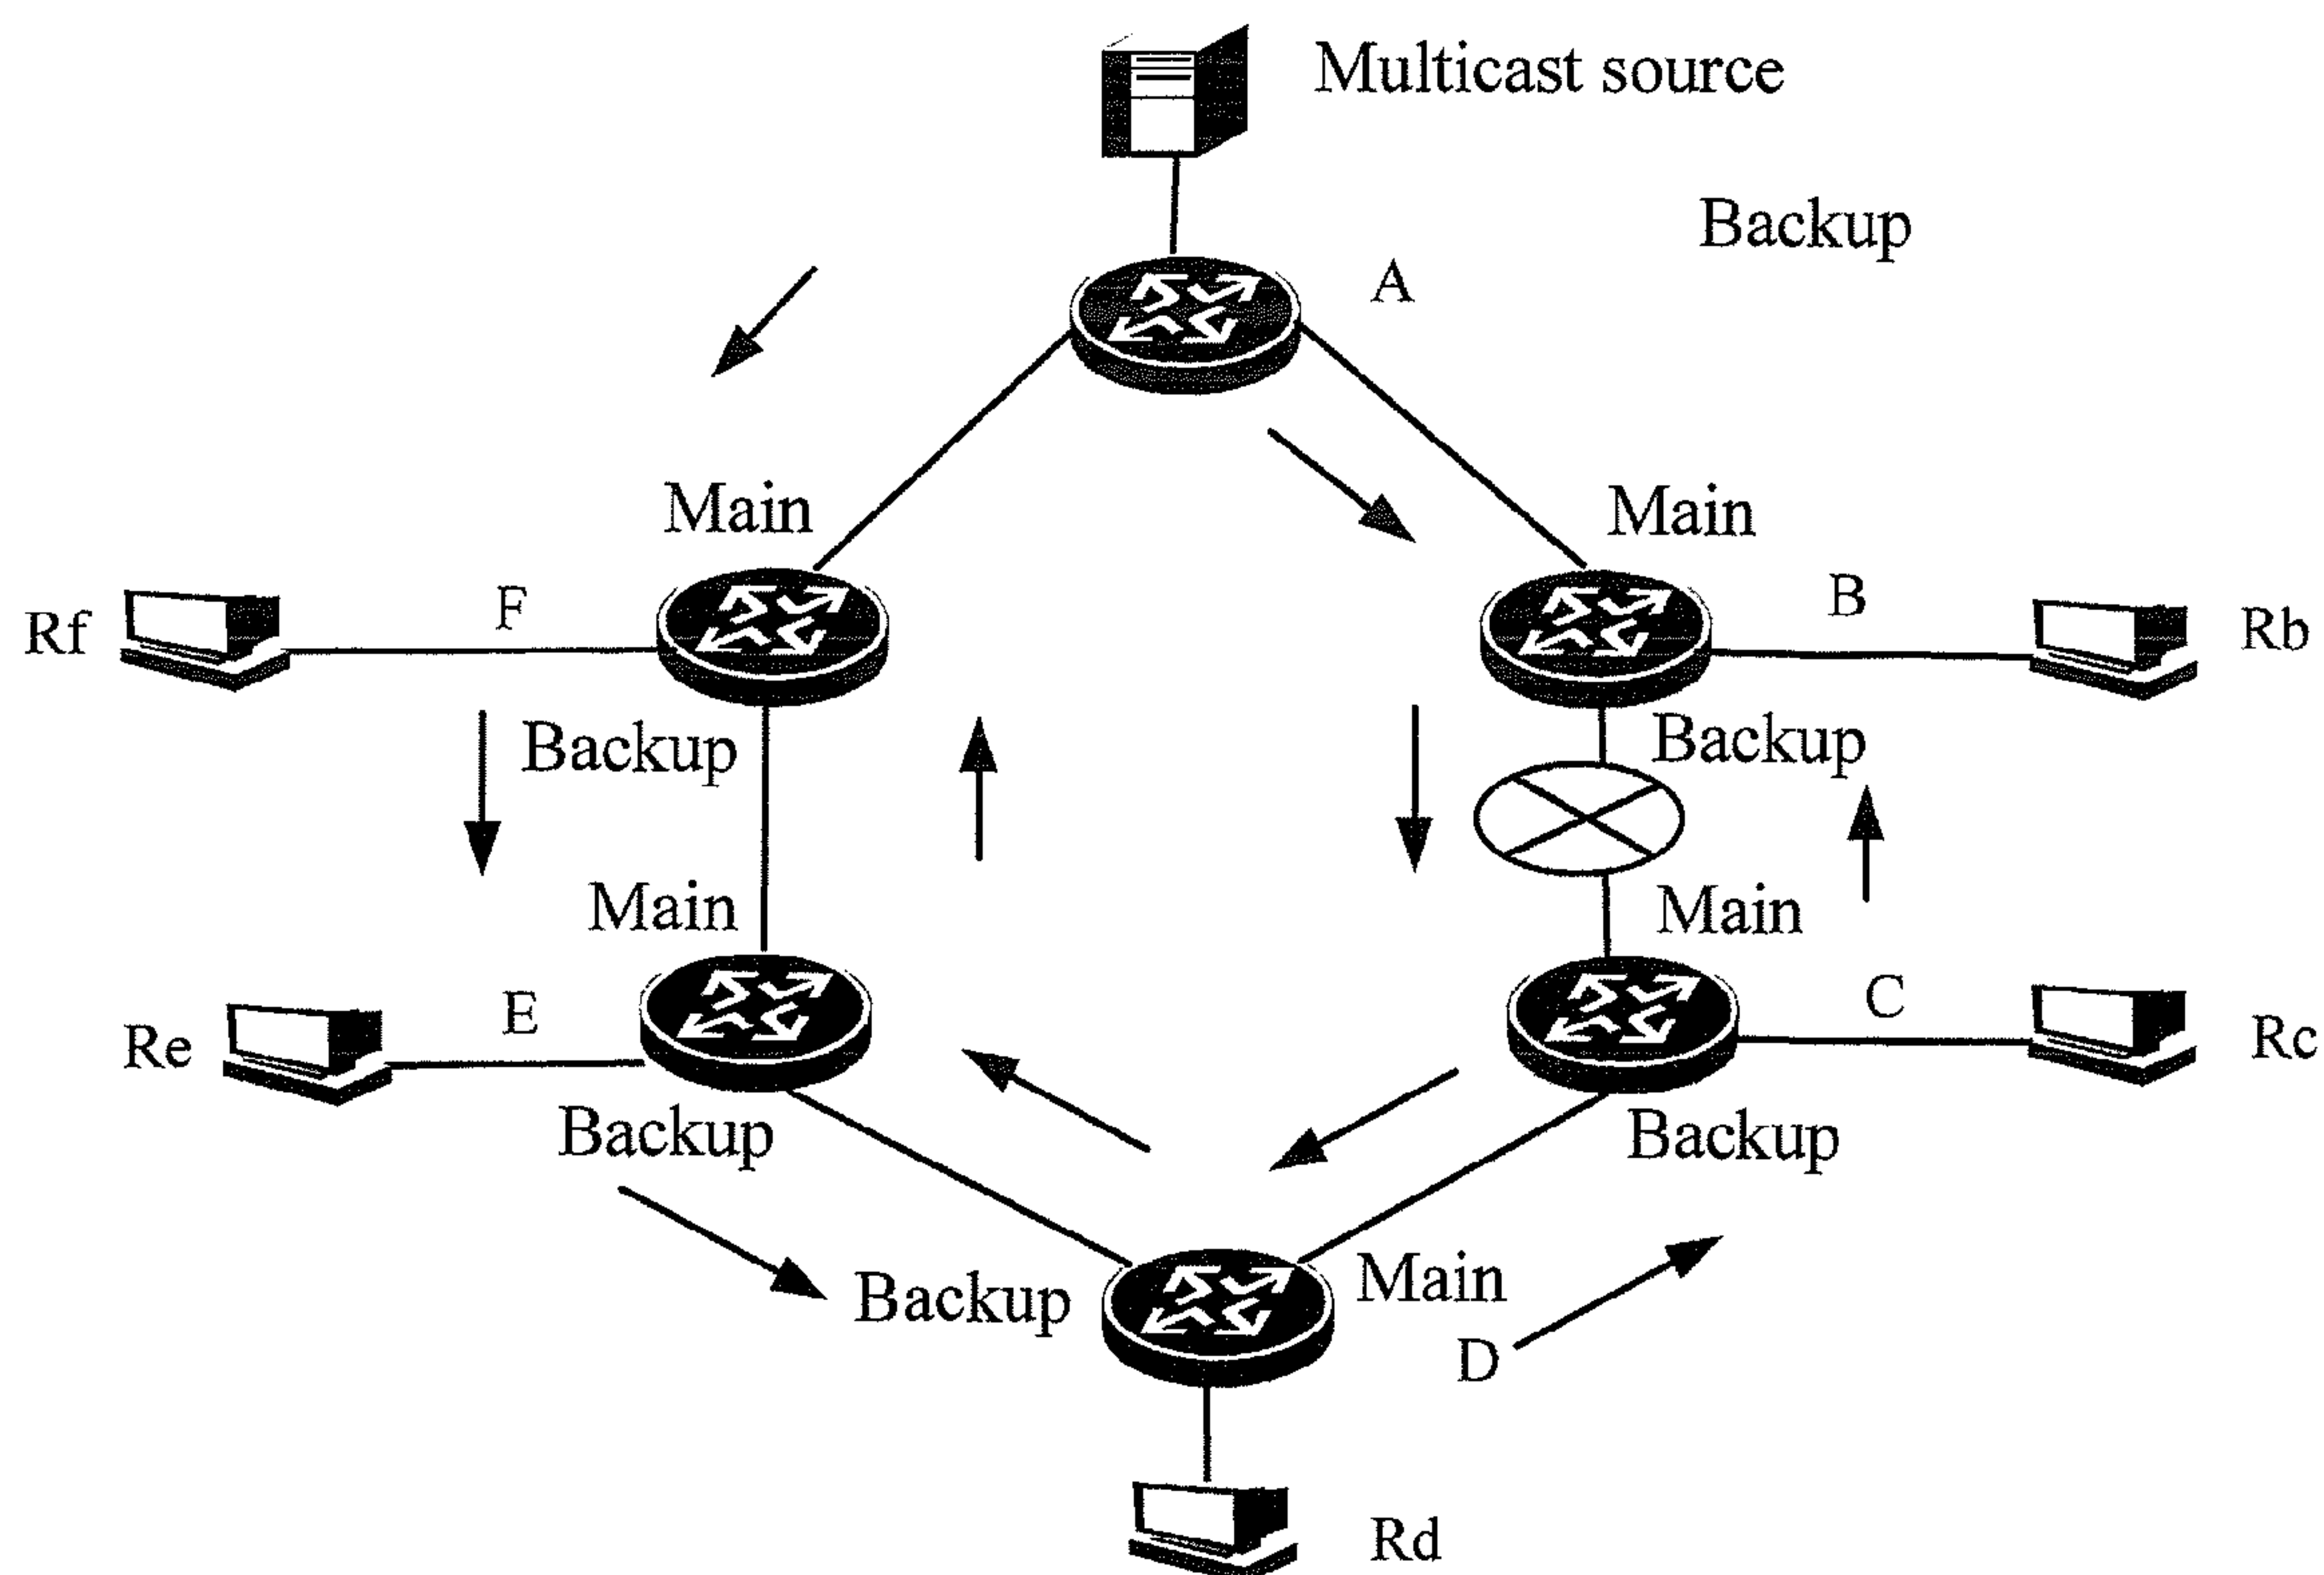 Multicast source
Backup
A
Main
Main
Rf
F
B
Rb
Backup
Backup
Main
Main
Re
E
C
Rc
Backup
Backup
Backup
Main
D
Rd